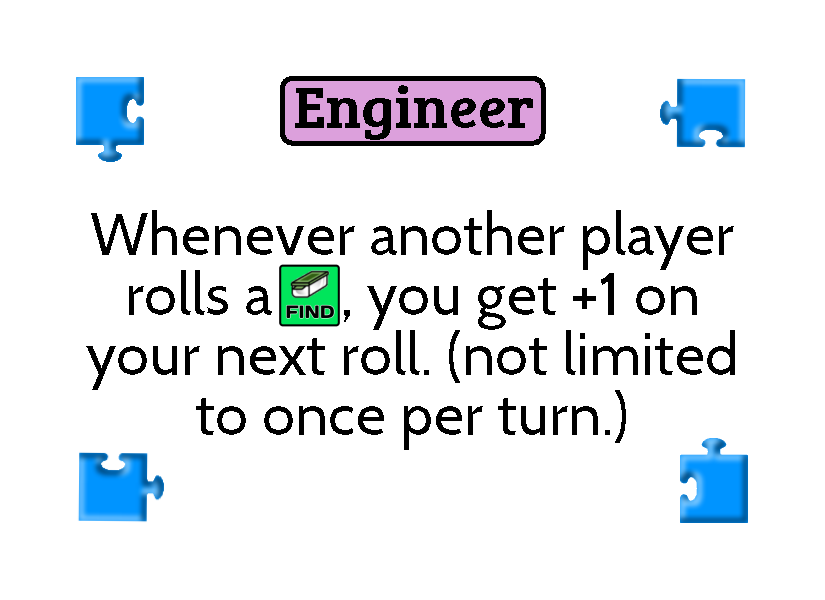 Engineer
Whenever another player
rolls a FIND, you get +1 on
your next roll. (not limited
to once per turn.)